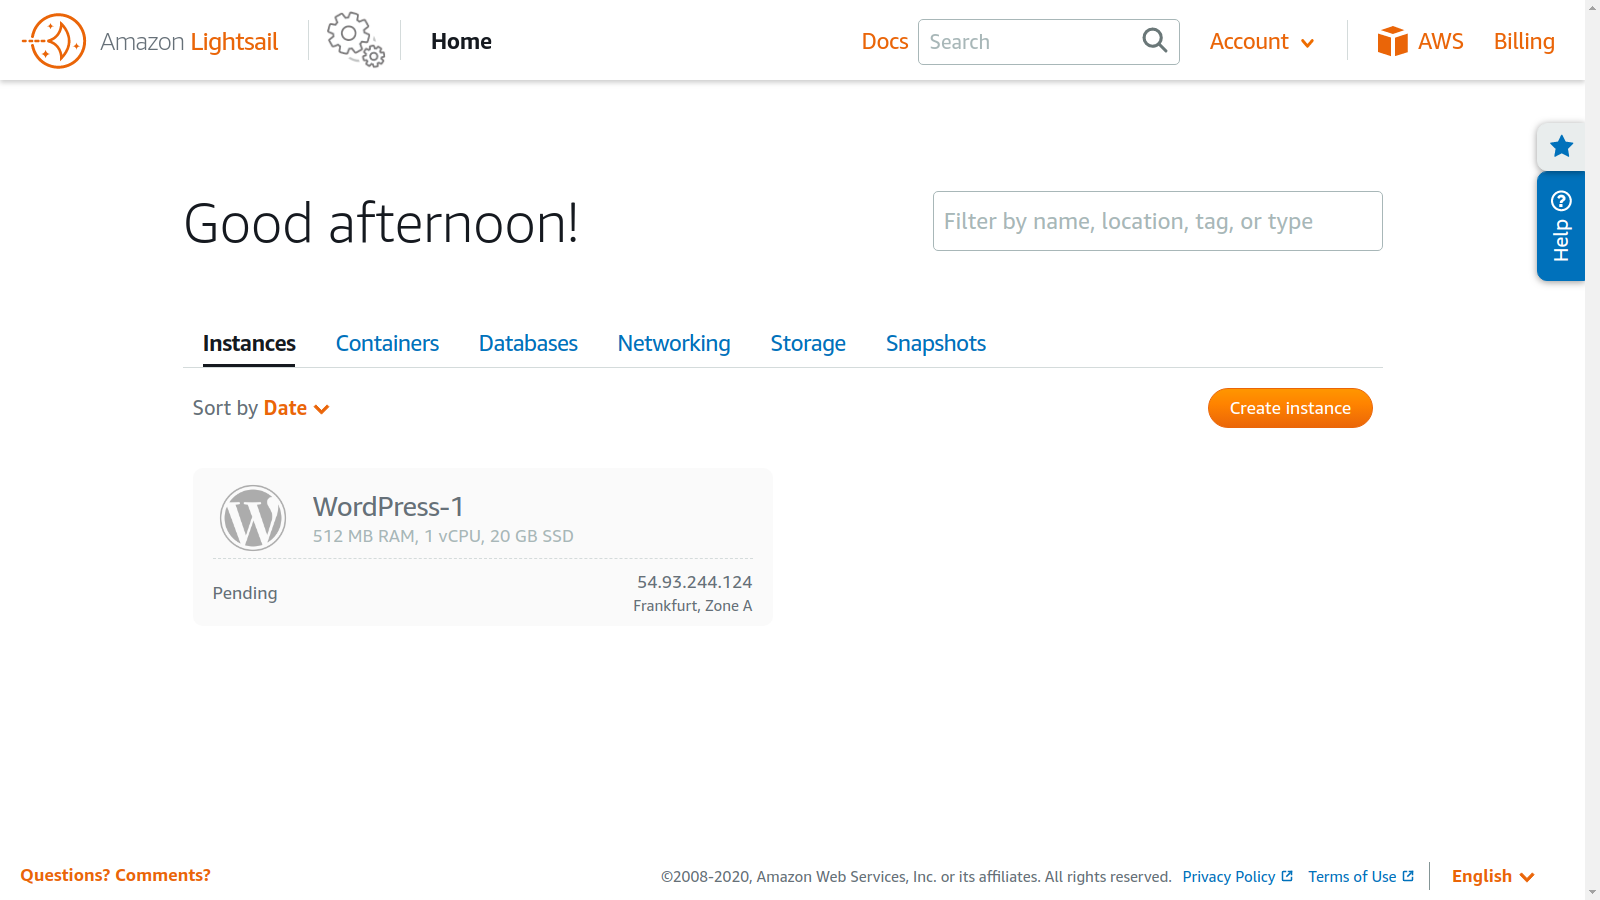 Amazon Lightsail
Home
Docs
Search
Account
AWS
Billing
Help
Good afternoon!
Filter by name, location, tag, or type
Instances
Containers
Databases
Networking
Storage
Snapshots
Sort by Date
Create instance
WordPress-1
512 MB RAM, 1 vCPU, 20 GB SSD
Pending
54.93.244.124
Frankfurt, Zone A
Questions? Comments?
©2008-2020, Amazon Web Services, Inc. or its affiliates. All rights reserved.
Privacy Policy
Terms of Use
English